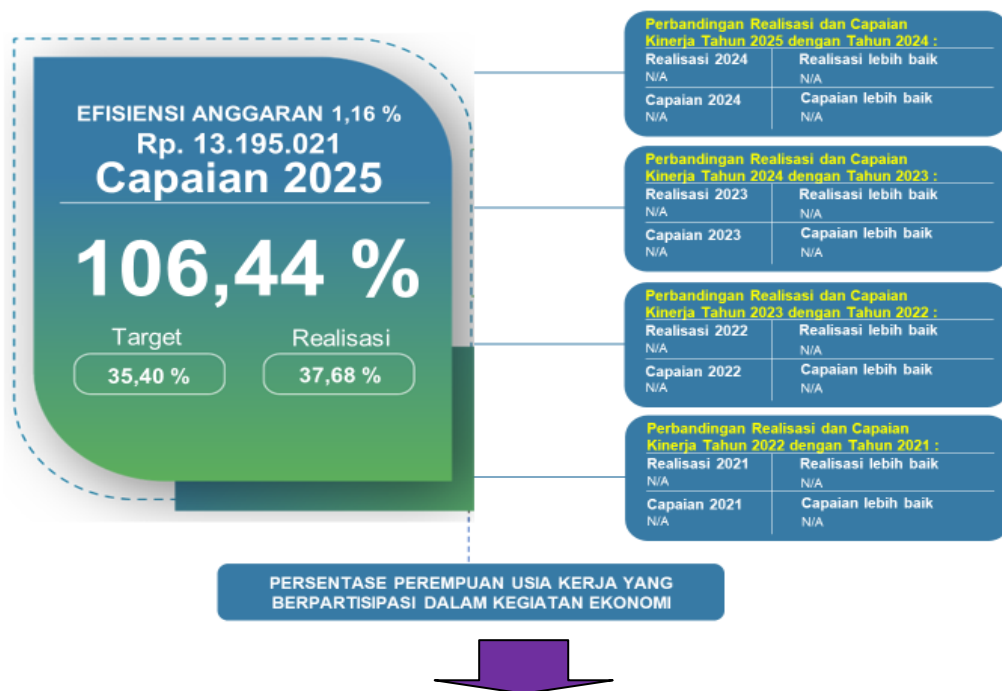 EFISIENSI ANGGARAN 1,16 %
Rp. 13.195.021
Capaian 2025
106,44 %
Target Realisasi
35,40 % 37,68 %
Perbandingan Realisasi dan Capaian
Kinerja Tahun 2025 dengan Tahun 2024 :
Realisasi 2024 Realisasi lebih baik
N/A N/A
Capaian 2024 Capaian lebih baik
N/A N/A
Perbandingan Realisasi dan Capaian
Kinerja Tahun 2024 dengan Tahun 2023 :
Realisasi 2023 Realisasi lebih baik
N/A N/A
Capaian 2023 Capaian lebih baik
N/A N/A
Perbandingan Realisasi dan Capaian
Kinerja Tahun 2023 dengan Tahun 2022 :
Realisasi 2022 Realisasi lebih baik
N/A N/A
Capaian 2022 Capaian lebih baik
N/A N/A
Perbandingan Realisasi dan Capaian
Kinerja Tahun 2022 dengan Tahun 2021 :
Realisasi 2021 Realisasi lebih baik
N/A N/A
Capaian 2021 Capaian lebih baik
N/A N/A
PERSENTASE PEREMPUAN USIA KERJA YANG
BERPARTISIPASI DALAM KEGIATAN EKONOMI